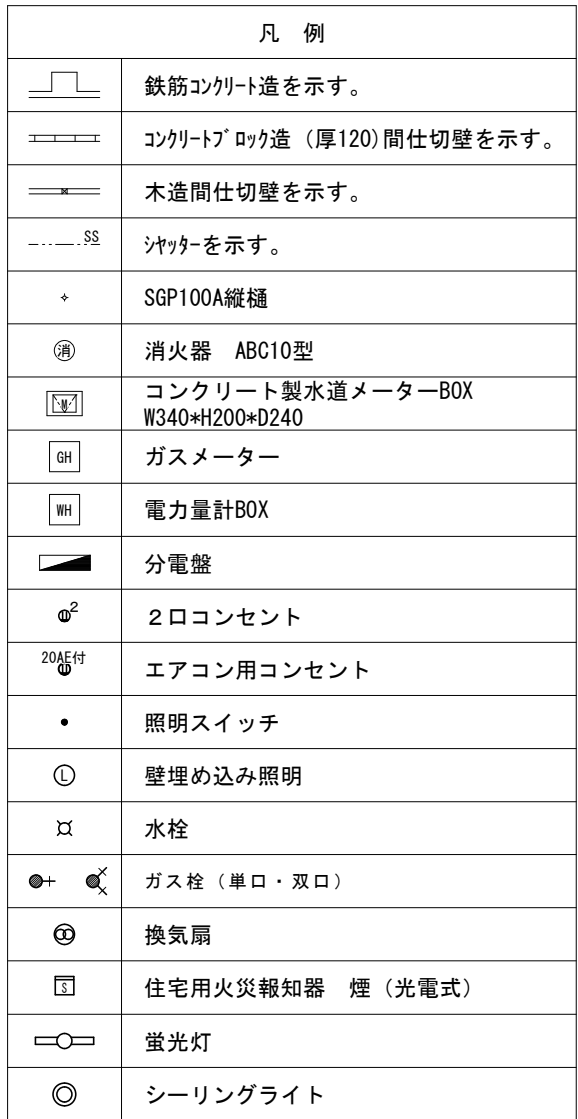 凡 例
鉄筋ｺﾝｸﾘｰﾄ造を示す。
ｺﾝｸﾘｰﾄﾌﾞﾛｯｸ造 (厚120)間仕切壁を示す。
木造間仕切壁を示す。
SS
ｼﾔｯﾀｰを示す。
SGP100A縦樋
消
消火器　ABC10型
M
コンクリート製水道メーターBOX
W340*H200*D240
GH
ガスメーター
WH
電力量計BOX
分電盤
2
２口コンセント
20AE付
エアコン用コンセント
照明スイッチ
L
壁埋め込み照明
水栓
ガス栓（単口・双口）
換気扇
S
住宅用火災報知器　煙（光電式）
蛍光灯
シーリングライト